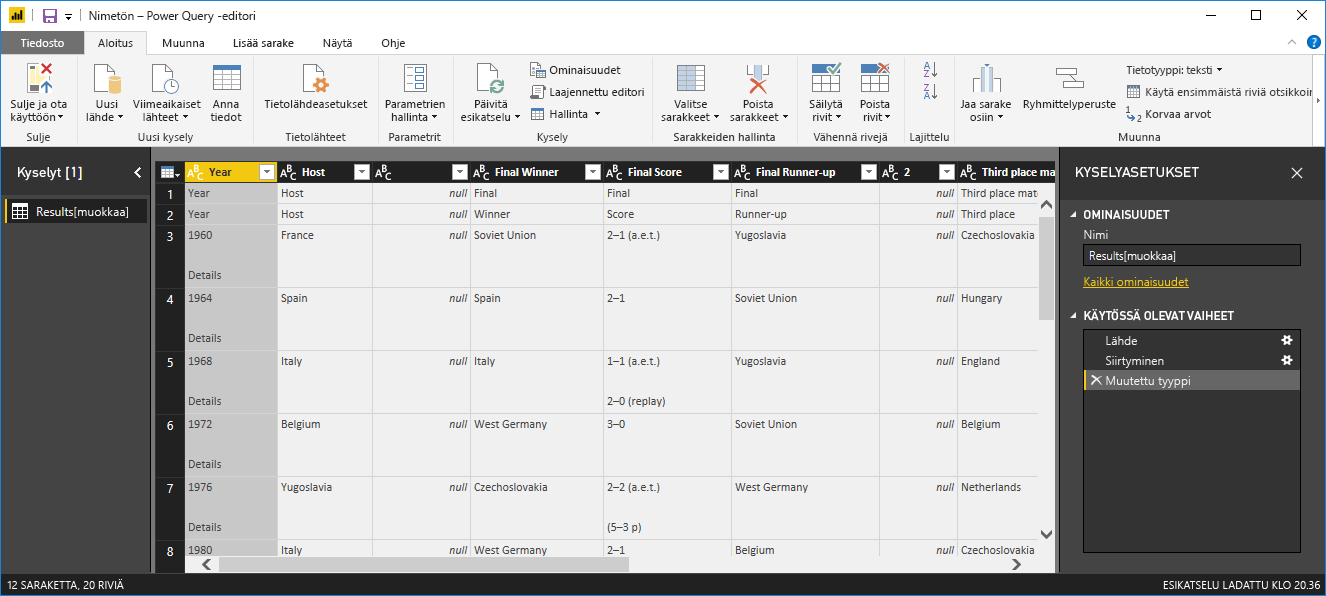 Nimetön – Power Query -editori
Tiedosto Aloitus Muunna Lisää sarake Näytä Ohje
Sulje ja ota käyttöön
Sulje
Uusi lähde
Viimeaikaiset lähteet
Anna tiedot
Uusi kysely
Tietolähdeasetukset
Tietolähteet
Parametrien hallinta
Parametrit
Päivitä esikatselu
Ominaisuudet
Laajennettu editori
Hallinta
Kysely
Valitse sarakkeet
Poista sarakkeet
Sarakkeiden hallinta
Säilytä rivit
Poista rivit
Vähennä rivejä
Lajittelu
Jaa sarake osiin
Ryhmittelyperuste
Tietotyyppi: teksti
Käytä ensimmäistä riviä otsikkoin
Korvaa arvot
Muunna
Kyselyt [1]
Results[muokkaa]
Year Host Final Winner Final Score Final Runner-up 2 Third place ma
1 Year Host null Final Final Final null Third place mat
2 Year Host null Winner Score Runner-up null Third place
3 1960 France null Soviet Union 2–1 (a.e.t.) Yugoslavia null Czechoslovakia
Details
4 1964 Spain null Spain 2–1 Soviet Union null Hungary
Details
5 1968 Italy null Italy 1–1 (a.e.t.) Yugoslavia null England
Details 2–0 (replay)
6 1972 Belgium null West Germany 3–0 Soviet Union null Belgium
Details
7 1976 Yugoslavia null Czechoslovakia 2–2 (a.e.t.) West Germany null Netherlands
Details (5–3 p)
8 1980 Italy null West Germany 2–1 Belgium null Czechoslovakia
KYSELYASETUKSET
OMINAISUUDET
Nimi
Results[muokkaa]
Kaikki ominaisuudet
KÄYTÖSSÄ OLEVAT VAIHEET
Lähde
Siirtyminen
Muutettu tyyppi
12 SARAKETTA, 20 RIVIÄ
ESIKATSELU LADATTU KLO 20.36